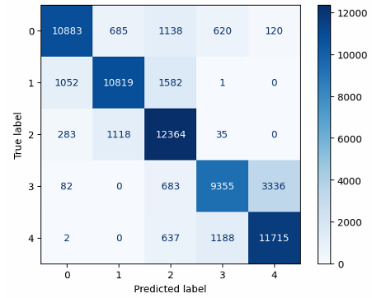 0 10883 685 1138 620 120
1 1052 10819 1582 1 0
2 283 1118 12364 35 0
3 82 0 683 9355 3336
4 2 0 637 1188 11715
0 1 2 3 4
Predicted label
True label
12000
10000
8000
6000
4000
2000
0